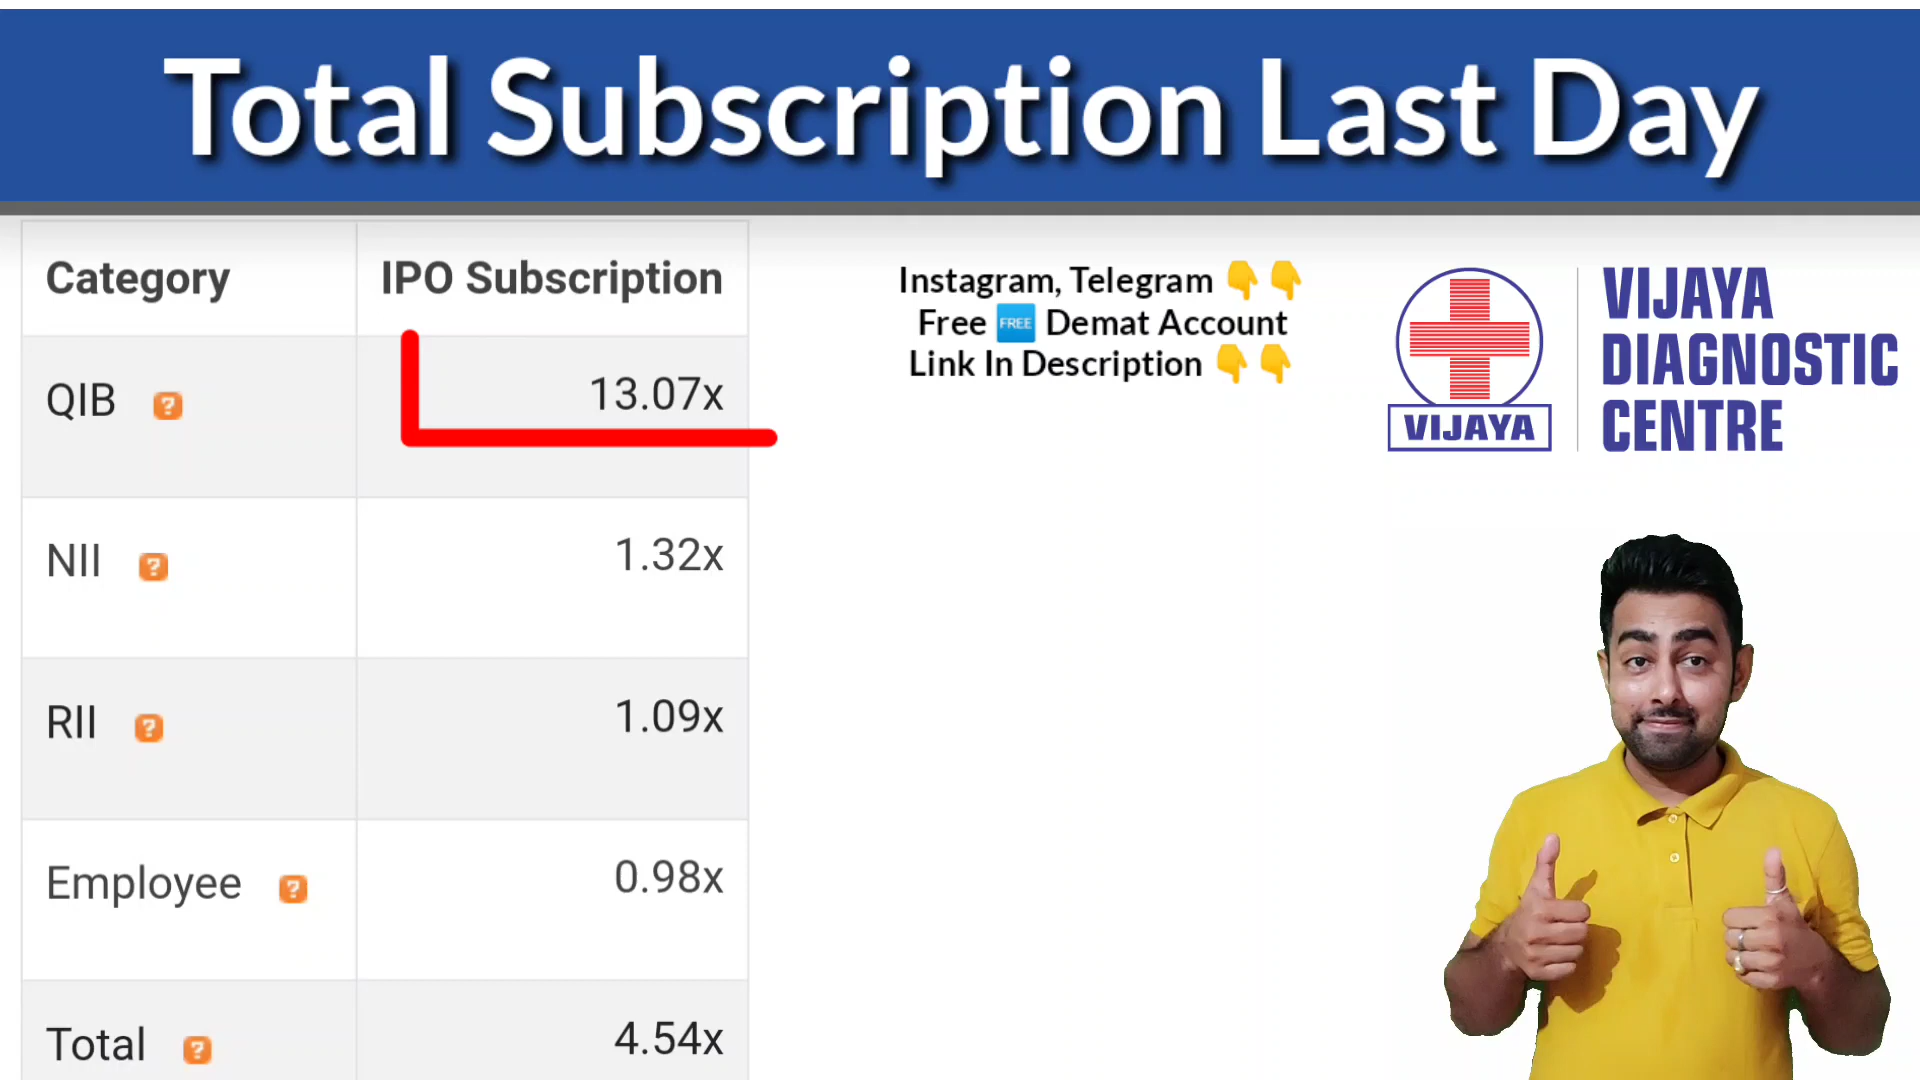 Total Subscription Last Day
Category IPO Subscription
QIB ? 13.07x
NII ? 1.32x
RII ? 1.09x
Employee ? 0.98x
Total ? 4.54x
Instagram, Telegram 👇👇
Free 🆓 Demat Account
Link In Description 👇👇
VIJAYA
VIJAYA
DIAGNOSTIC
CENTRE